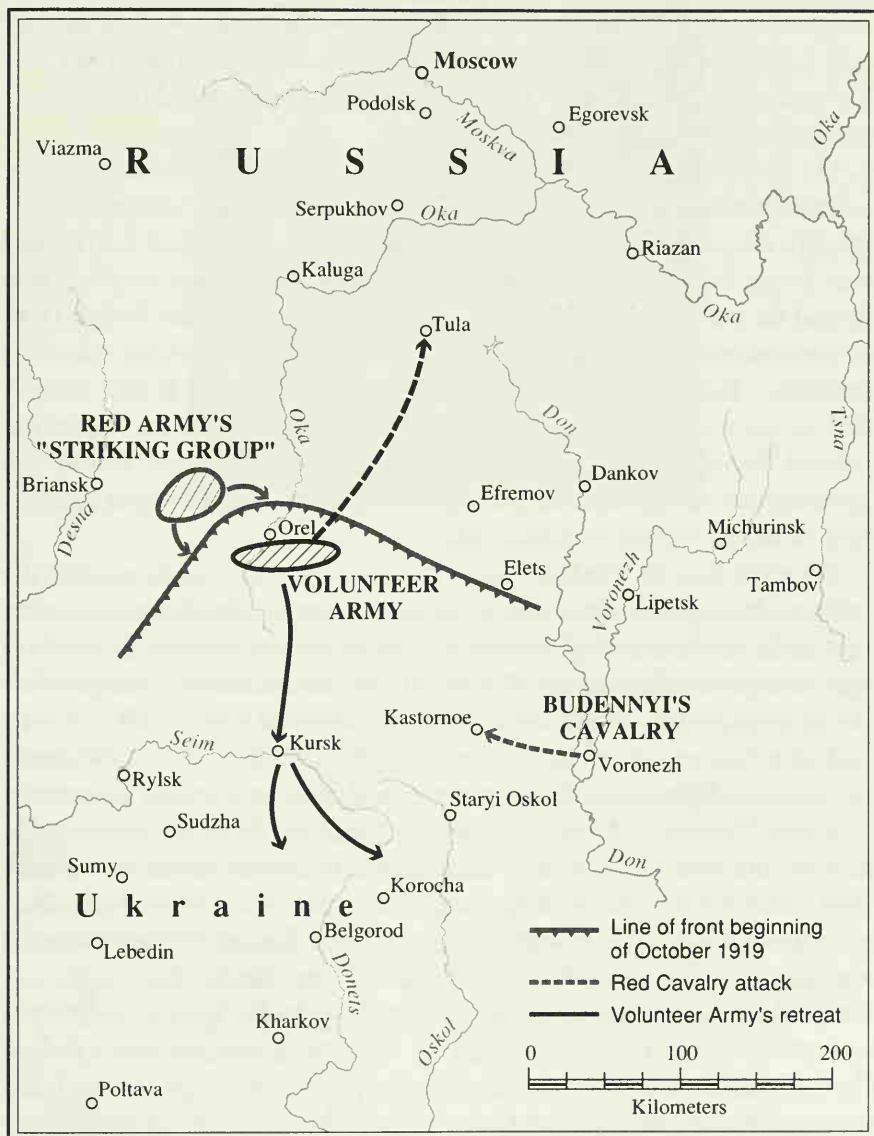 Moscow
Podolsk
Egorevsk
Moskva
Oka
Viazma
RUSSIA
Serpukhov
Oka
Riazan
Kaluga
Oka
Tula
Oka
Don
Tsna
RED ARMY'S
"STRIKING GROUP"
Briansk
Desna
Efremov
Dankov
Orel
Michurinsk
VOLUNTEER
ARMY
Elets
Voronezh
Lipetsk
Tambov
Kastornoe
BUDENNYI'S
CAVALRY
Seim
Kursk
Voronezh
Rylsk
Staryi Oskol
Sudzha
Don
Sumy
Korocha
Ukraine
Belgorod
Lebedin
Donets
Kharkov
Oskol
Poltava
Line of front beginning
of October 1919
Red Cavalry attack
Volunteer Army's retreat
0 100 200
Kilometers